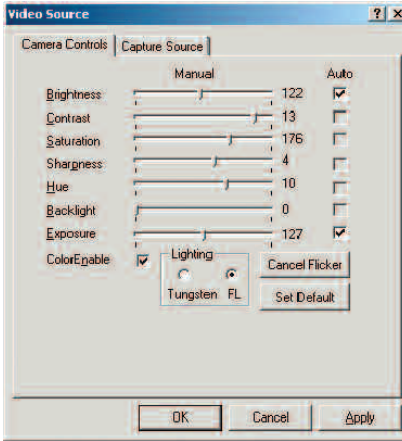 Video Source
Camera Controls Capture Source
Manual Auto
Brightness 122
Contrast 13
Saturation 176
Sharpness 4
Hue 10
Backlight 0
Exposure 127
ColorEnable Lighting
Tungsten FL
Cancel Flicker
Set Default
OK Cancel Apply